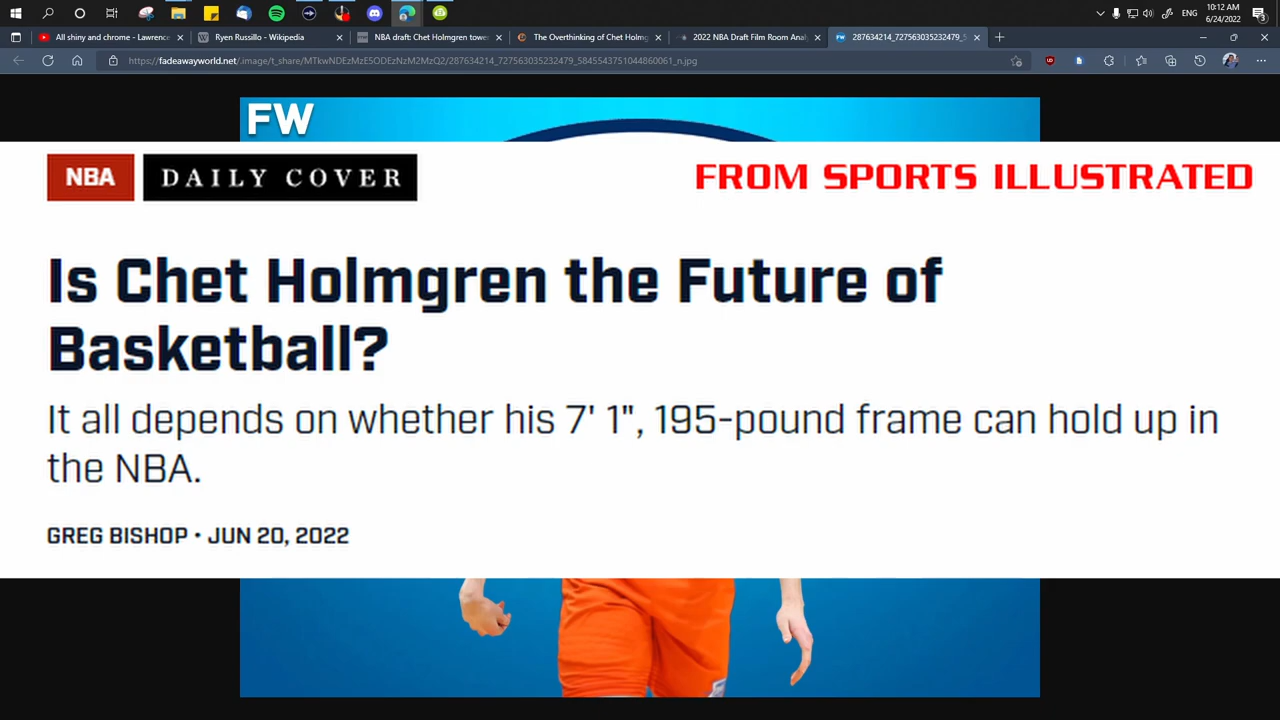 10:12 AM
ENG
6/24/2022
3
All shiny and chrome - Lawrence
Ryen Russillo - Wikipedia
NBA draft: Chet Holmgren tower
The Overthinking of Chet Holmg
2022 NBA Draft Film Room Analy
287634214_727563035232479_5
https://fadeawayworld.net/.image/t_share/MTkwNDEzMzE5ODEzNzM2MzQ2/287634214_727563035232479_5845543751044860061_n.jpg
FW
NBA DAILY COVER
FROM SPORTS ILLUSTRATED
Is Chet Holmgren the Future of
Basketball?
It all depends on whether his 7' 1", 195-pound frame can hold up in
the NBA.
GREG BISHOP • JUN 20, 2022